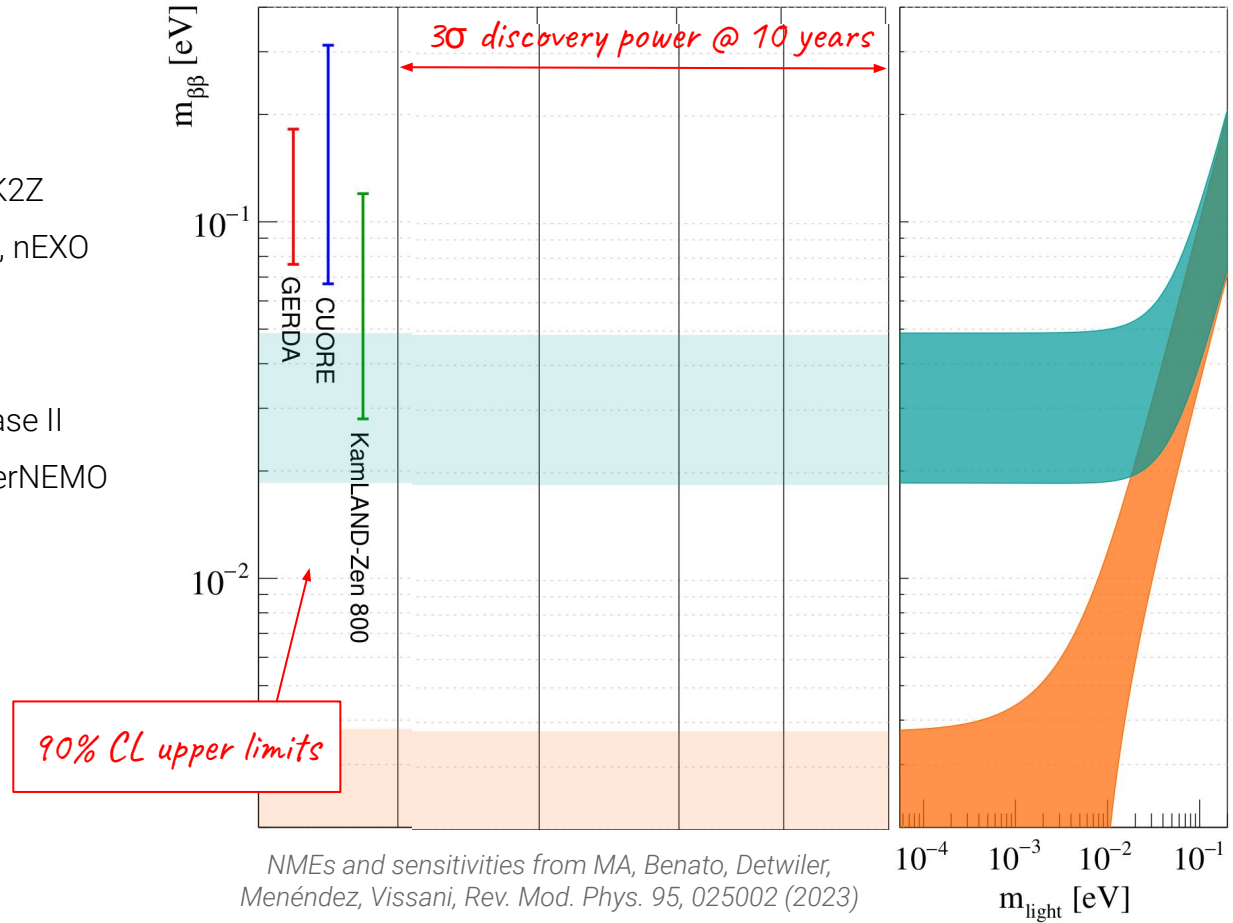 3σ discovery power @ 10 years
m_ββ [eV]
K2Z
, nEXO
10⁻¹
GERDA
CUORE
ase II
erNEMO
KamLAND-Zen 800
10⁻²
90% CL upper limits
10⁻⁴ 10⁻³ 10⁻² 10⁻¹
m_light [eV]
NMEs and sensitivities from MA, Benato, Detwiler,
Menéndez, Vissani, Rev. Mod. Phys. 95, 025002 (2023)